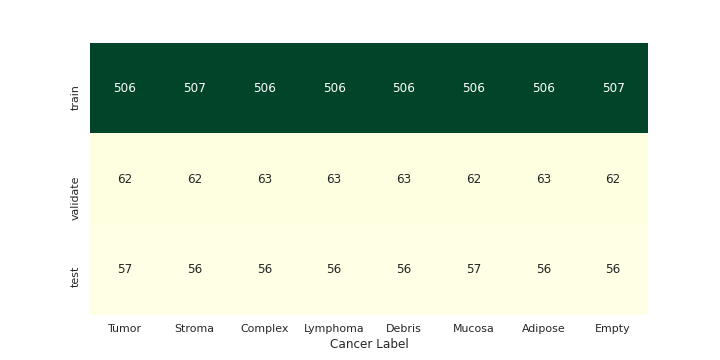 train 506 507 506 506 506 506 506 507
validate 62 62 63 63 63 62 63 62
test 57 56 56 56 56 57 56 56
Tumor Stroma Complex Lymphoma Debris Mucosa Adipose Empty
Cancer Label